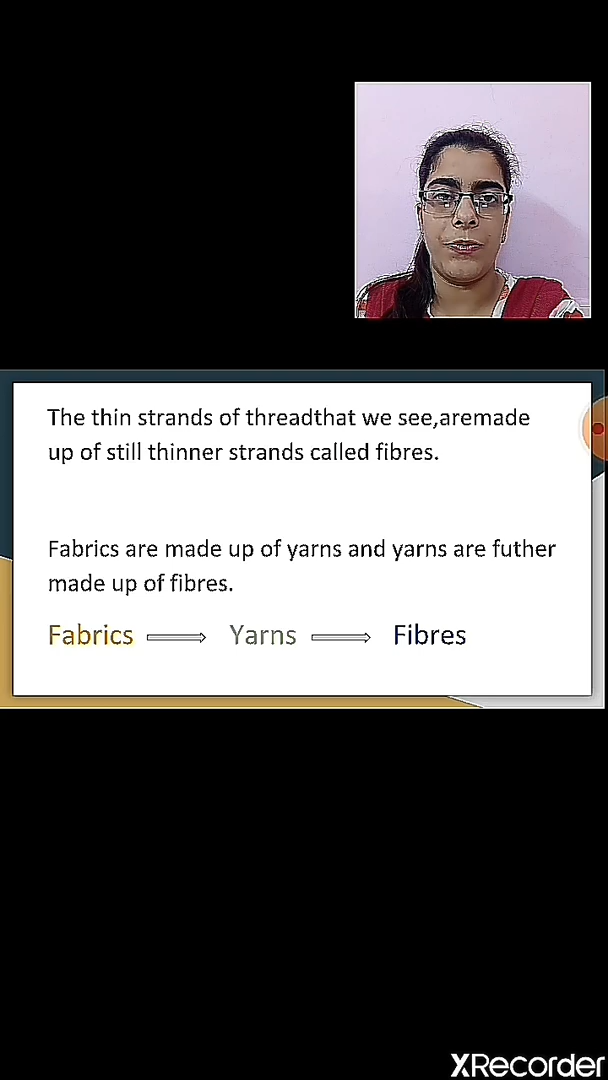 The thin strands of threadthat we see,aremade
up of still thinner strands called fibres.
Fabrics are made up of yarns and yarns are futher
made up of fibres.
Fabrics Yarns Fibres
XRecorder